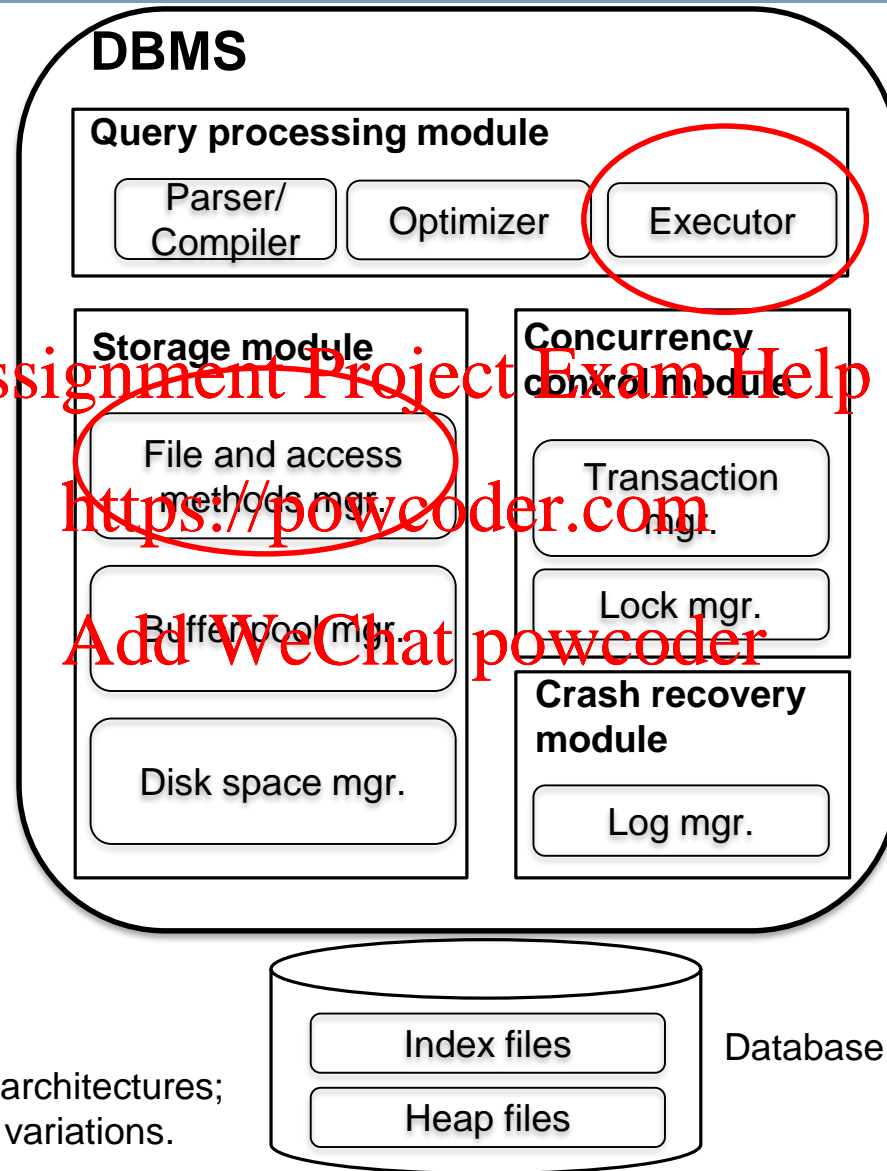 DBMS
Query processing module
Parser/
Compiler
Optimizer
Executor
Storage module
Concurrency
control module
ssignment Project Exam Help
File and access
methods mgr.
Transaction
mgr.
https://powcoder.com
Buffer pool mgr.
Lock mgr.
Add WeChat powcoder
Crash recovery
module
Disk space mgr.
Log mgr.
Index files
Database
architectures;
Heap files
variations.